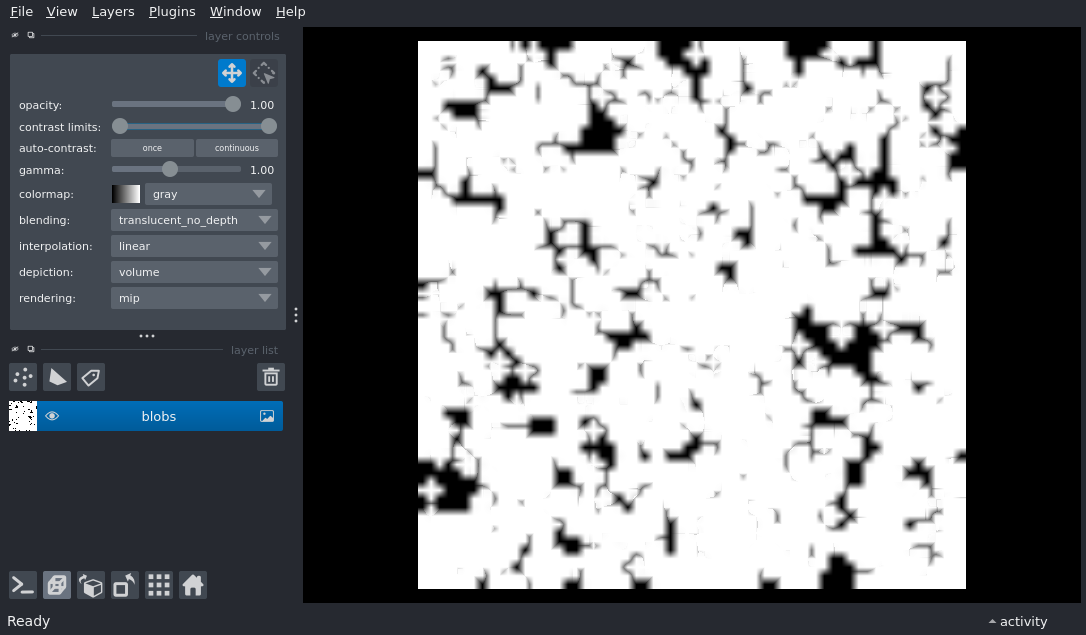 File View Layers Plugins Window Help
layer controls
opacity: 1.00
contrast limits:
auto-contrast: once continuous
gamma: 1.00
colormap: gray
blending: translucent_no_depth
interpolation: linear
depiction: volume
rendering: mip
layer list
blobs
Ready activity